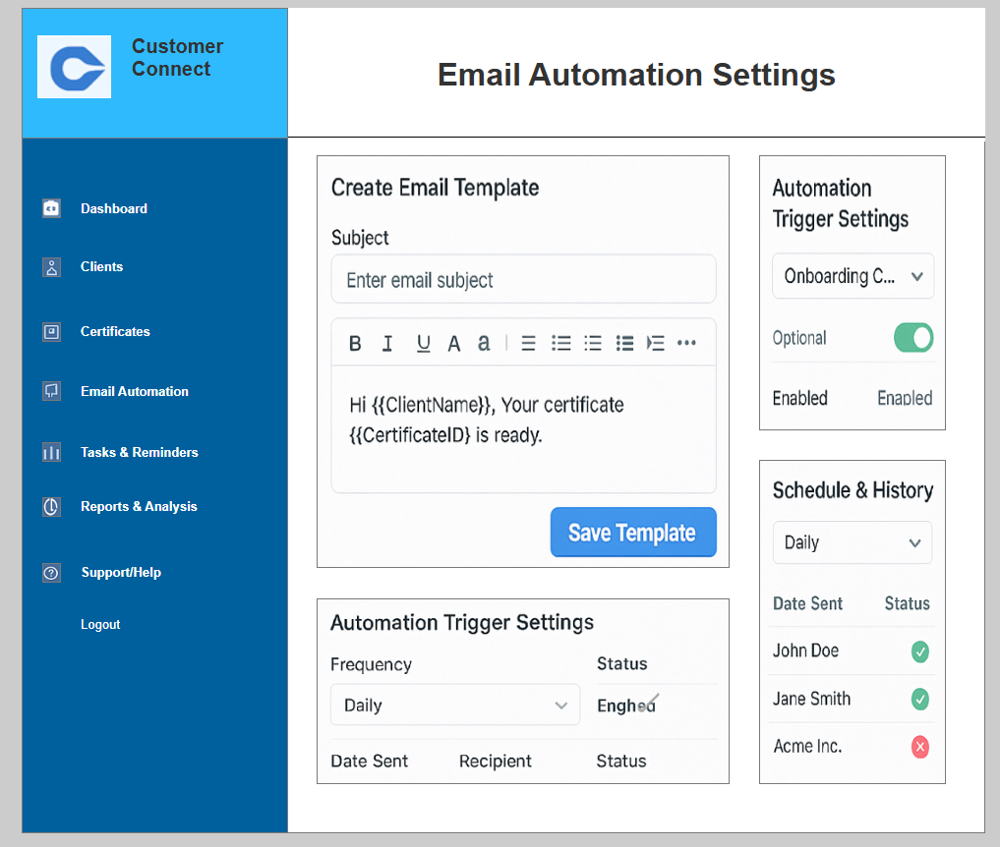 Customer
Connect
Email Automation Settings
Dashboard
Clients
Certificates
Email Automation
Tasks & Reminders
Reports & Analysis
Support/Help
Logout
Create Email Template
Subject
Enter email subject
B I U A a
Hi {{ClientName}}, Your certificate
{{CertificateID} is ready.
Save Template
Automation Trigger Settings
Frequency Status
Daily
Date Sent Recipient Status
Automation
Trigger Settings
Onboarding C...
Optional
Enabled Enapled
Schedule & History
Daily
Date Sent Status
John Doe
Jane Smith
Acme Inc.